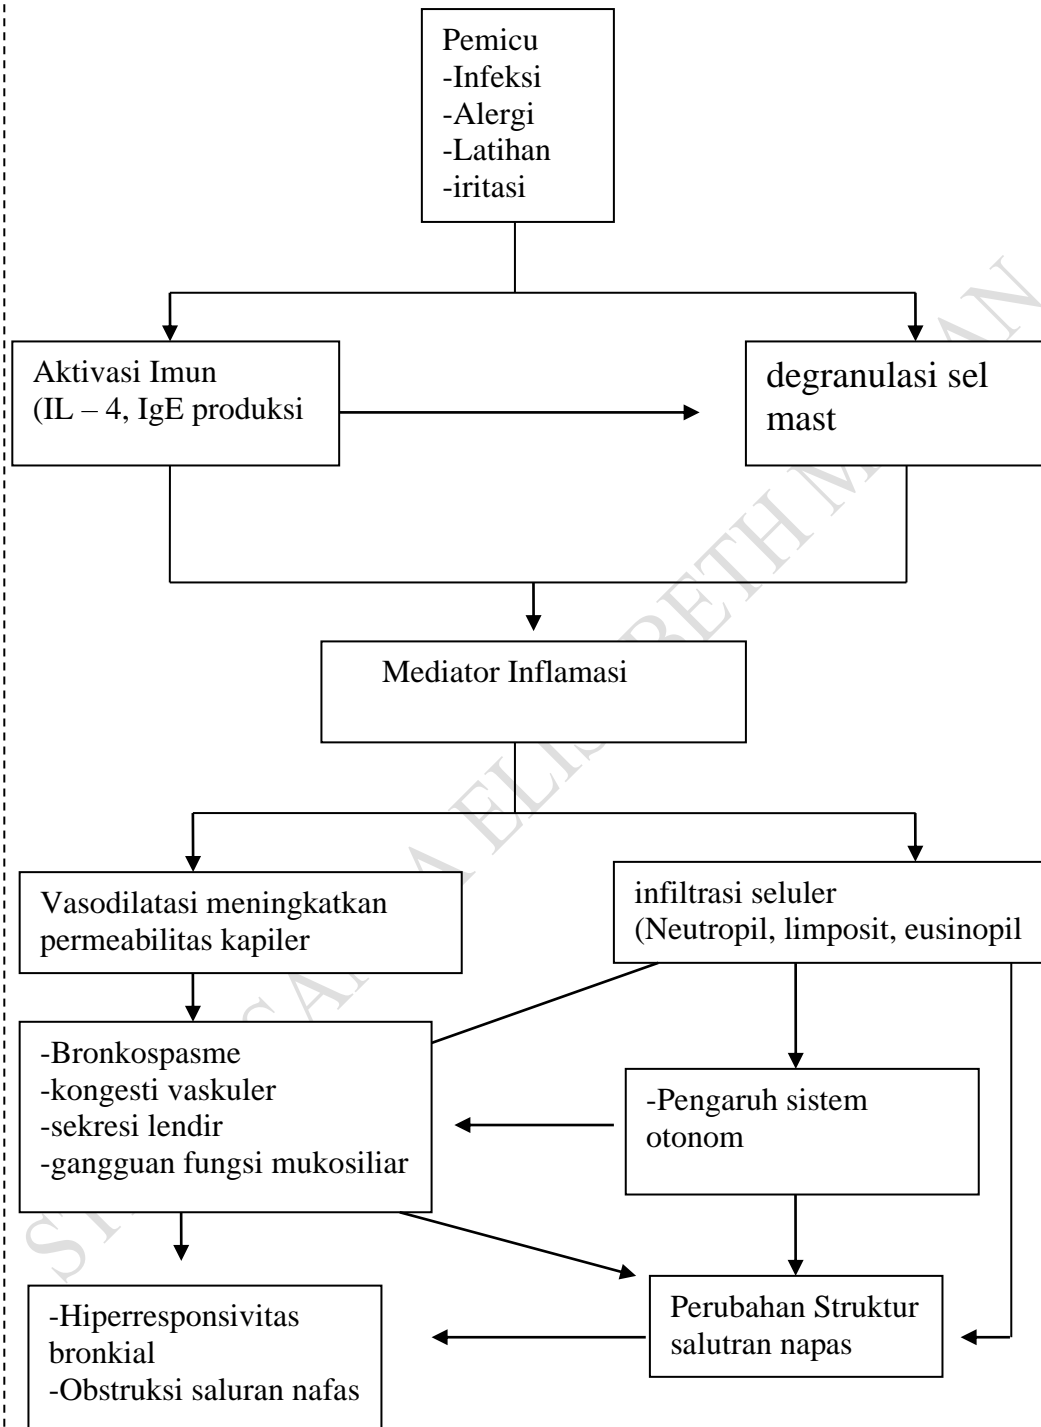 Pemicu
-Infeksi
-Alergi
-Latihan
-iritasi
Aktivasi Imun
(IL – 4, IgE produksi
degranulasi sel
mast
Mediator Inflamasi
Vasodilatasi meningkatkan
permeabilitas kapiler
infiltrasi seluler
(Neutropil, limposit, eusinopil
-Bronkospasme
-kongesti vaskuler
-sekresi lendir
-gangguan fungsi mukosiliar
-Pengaruh sistem
otonom
-Hiperresponsivitas
bronkial
-Obstruksi saluran nafas
Perubahan Struktur
salutran napas